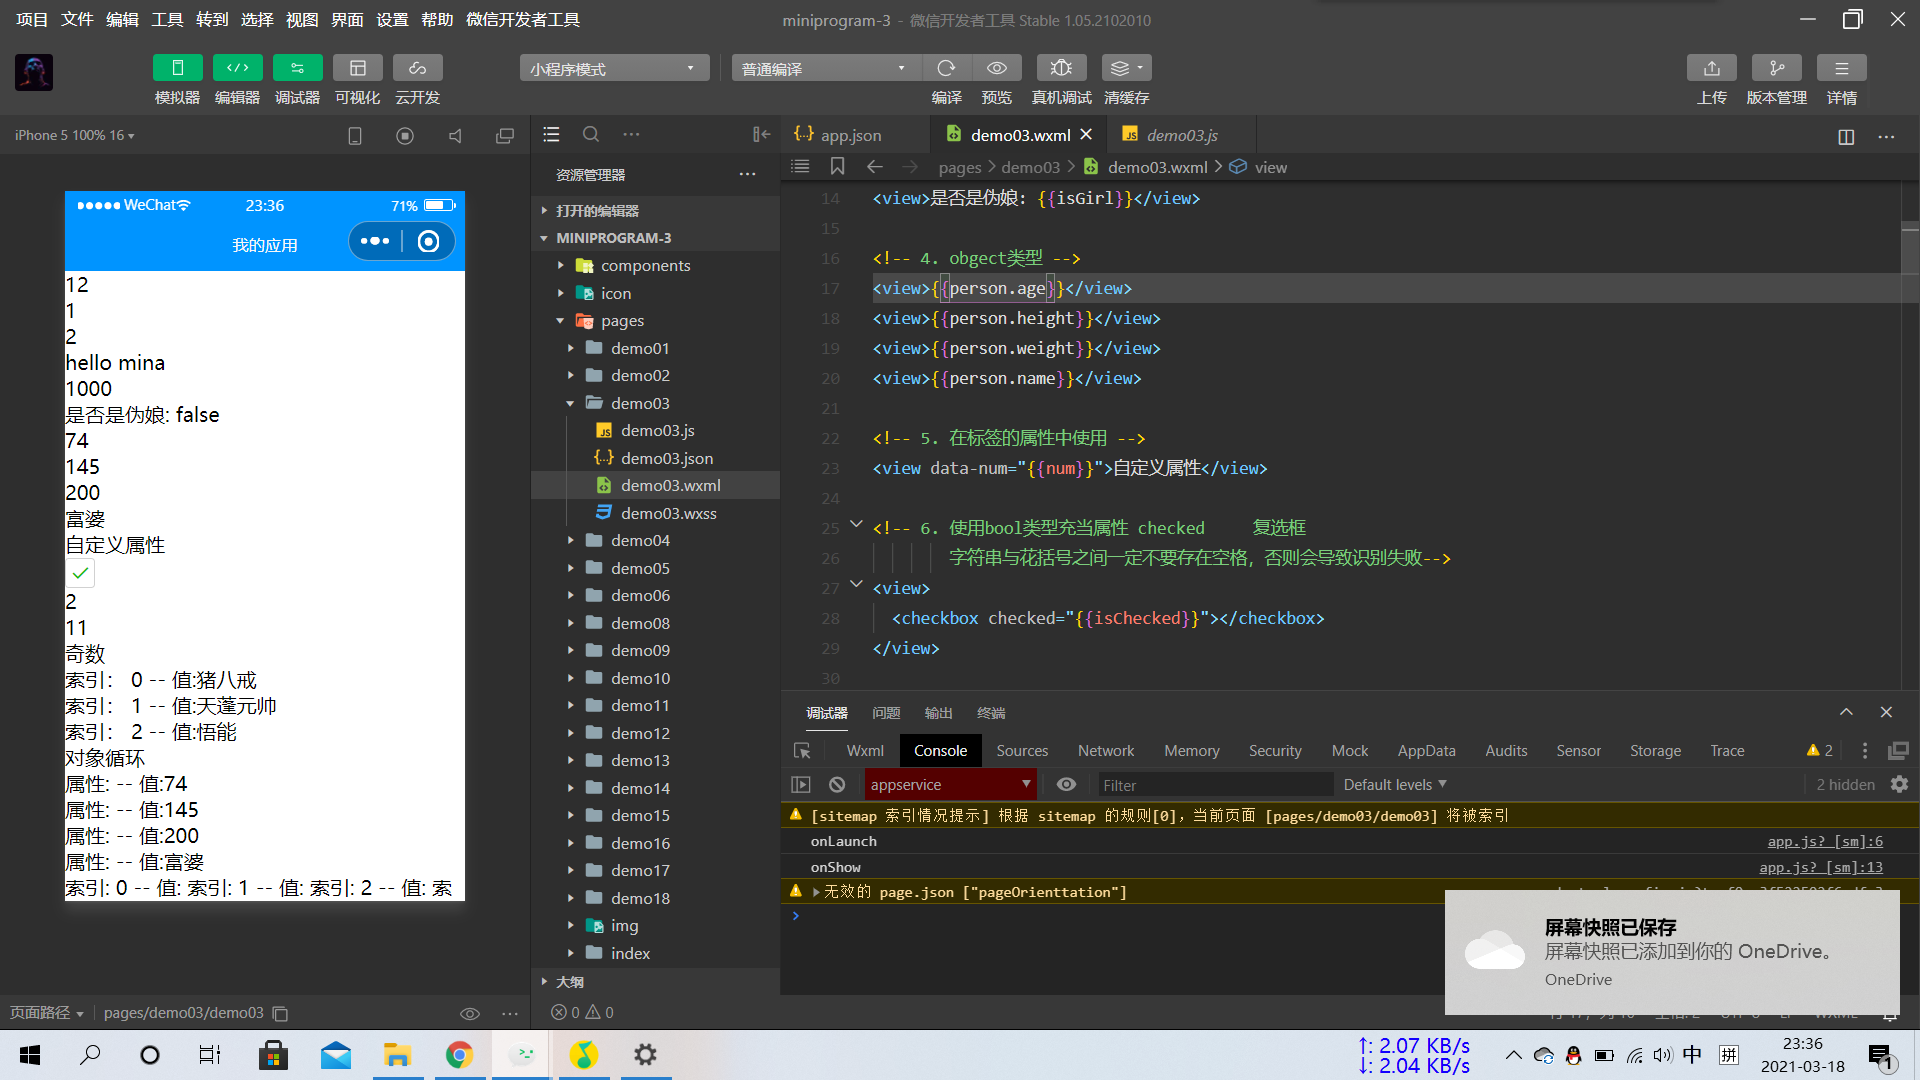 项目 文件 编辑 工具 转到 选择 视图 界面 设置 帮助 微信开发者工具
miniprogram-3 - 微信开发者工具 Stable 1.05.2102010
模拟器 编辑器 调试器 可视化 云开发
小程序模式
普通编译
编译 预览 真机调试 清缓存
上传 版本管理 详情
iPhone 5 100% 16
WeChat 23:36 71%
我的应用
12
1
2
hello mina
1000
是否是伪娘: false
74
145
200
富婆
自定义属性
2
11
奇数
索引： 0 -- 值:猪八戒
索引： 1 -- 值:天蓬元帅
索引： 2 -- 值:悟能
对象循环
属性: -- 值:74
属性: -- 值:145
属性: -- 值:200
属性: -- 值:富婆
索引: 0 -- 值: 索引: 1 -- 值: 索引: 2 -- 值: 索
页面路径 pages/demo03/demo03
资源管理器
打开的编辑器
MINIPROGRAM-3
components
icon
pages
demo01
demo02
demo03
demo03.js
demo03.json
demo03.wxml
demo03.wxss
demo04
demo05
demo06
demo08
demo09
demo10
demo11
demo12
demo13
demo14
demo15
demo16
demo17
demo18
img
index
大纲
0 0
app.json demo03.wxml demo03.js
pages > demo03 > demo03.wxml > view
14 <view>是否是伪娘: {{isGirl}}</view>
15
16 <!-- 4. obgect类型 -->
17 <view>{{person.age}}</view>
18 <view>{{person.height}}</view>
19 <view>{{person.weight}}</view>
20 <view>{{person.name}}</view>
21
22 <!-- 5. 在标签的属性中使用 -->
23 <view data-num="{{num}}">自定义属性</view>
24
25 <!-- 6. 使用bool类型充当属性 checked 复选框
26 字符串与花括号之间一定不要存在空格，否则会导致识别失败-->
27 <view>
28 <checkbox checked="{{isChecked}}"></checkbox>
29 </view>
30
调试器 问题 输出 终端
Wxml Console Sources Network Memory Security Mock AppData Audits Sensor Storage Trace 2
appservice Filter Default levels 2 hidden
[sitemap 索引情况提示] 根据 sitemap 的规则[0]，当前页面 [pages/demo03/demo03] 将被索引
onLaunch app.js? [sm]:6
onShow app.js? [sm]:13
无效的 page.json ["pageOrienttation"]
屏幕快照已保存
屏幕快照已添加到你的 OneDrive。
OneDrive
↑: 2.07 KB/s
↓: 2.04 KB/s
中 拼
23:36
2021-03-18
1